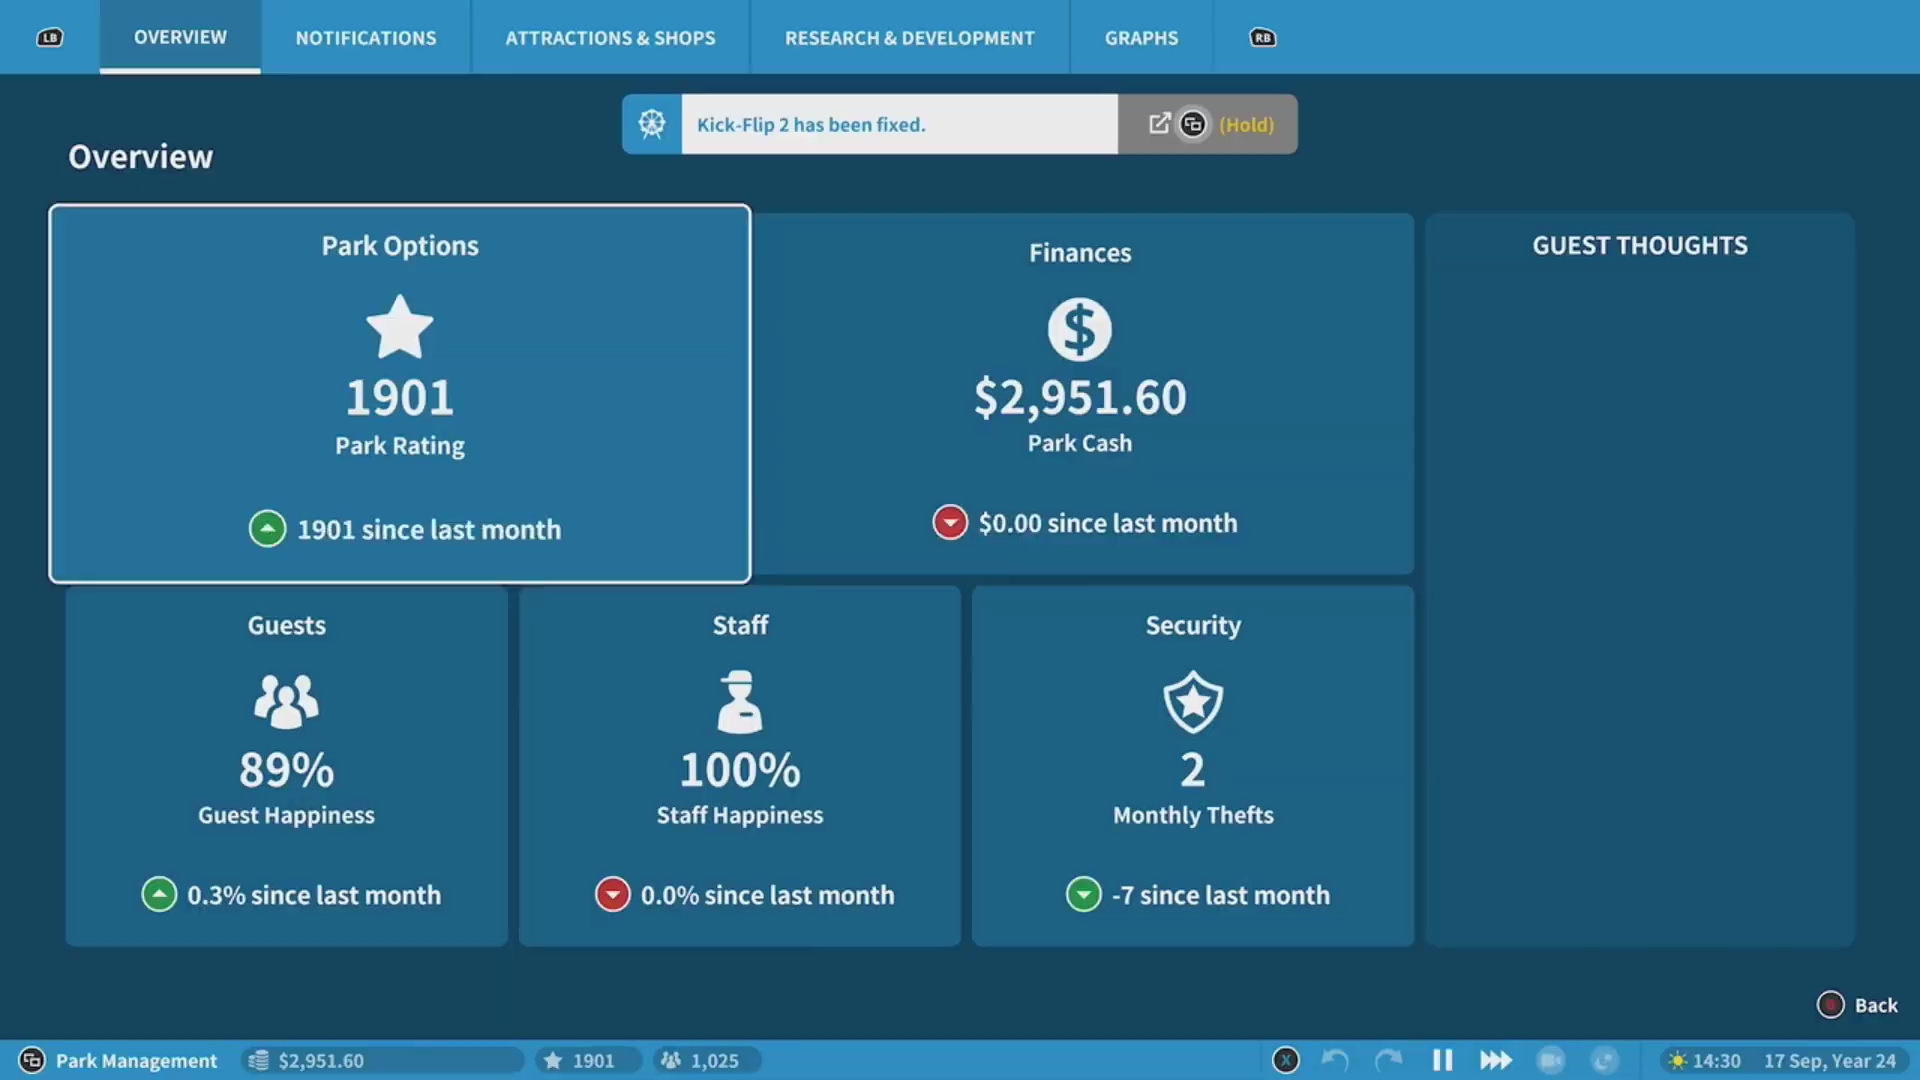 LB
OVERVIEW
NOTIFICATIONS
ATTRACTIONS & SHOPS
RESEARCH & DEVELOPMENT
GRAPHS
RB
Kick-Flip 2 has been fixed.
(Hold)
Overview
Park Options
1901
Park Rating
1901 since last month
Finances
$
$2,951.60
Park Cash
$0.00 since last month
GUEST THOUGHTS
Guests
89%
Guest Happiness
0.3% since last month
Staff
100%
Staff Happiness
0.0% since last month
Security
2
Monthly Thefts
-7 since last month
Back
Park Management
$2,951.60
1901
1,025
X
14:30
17 Sep, Year 24